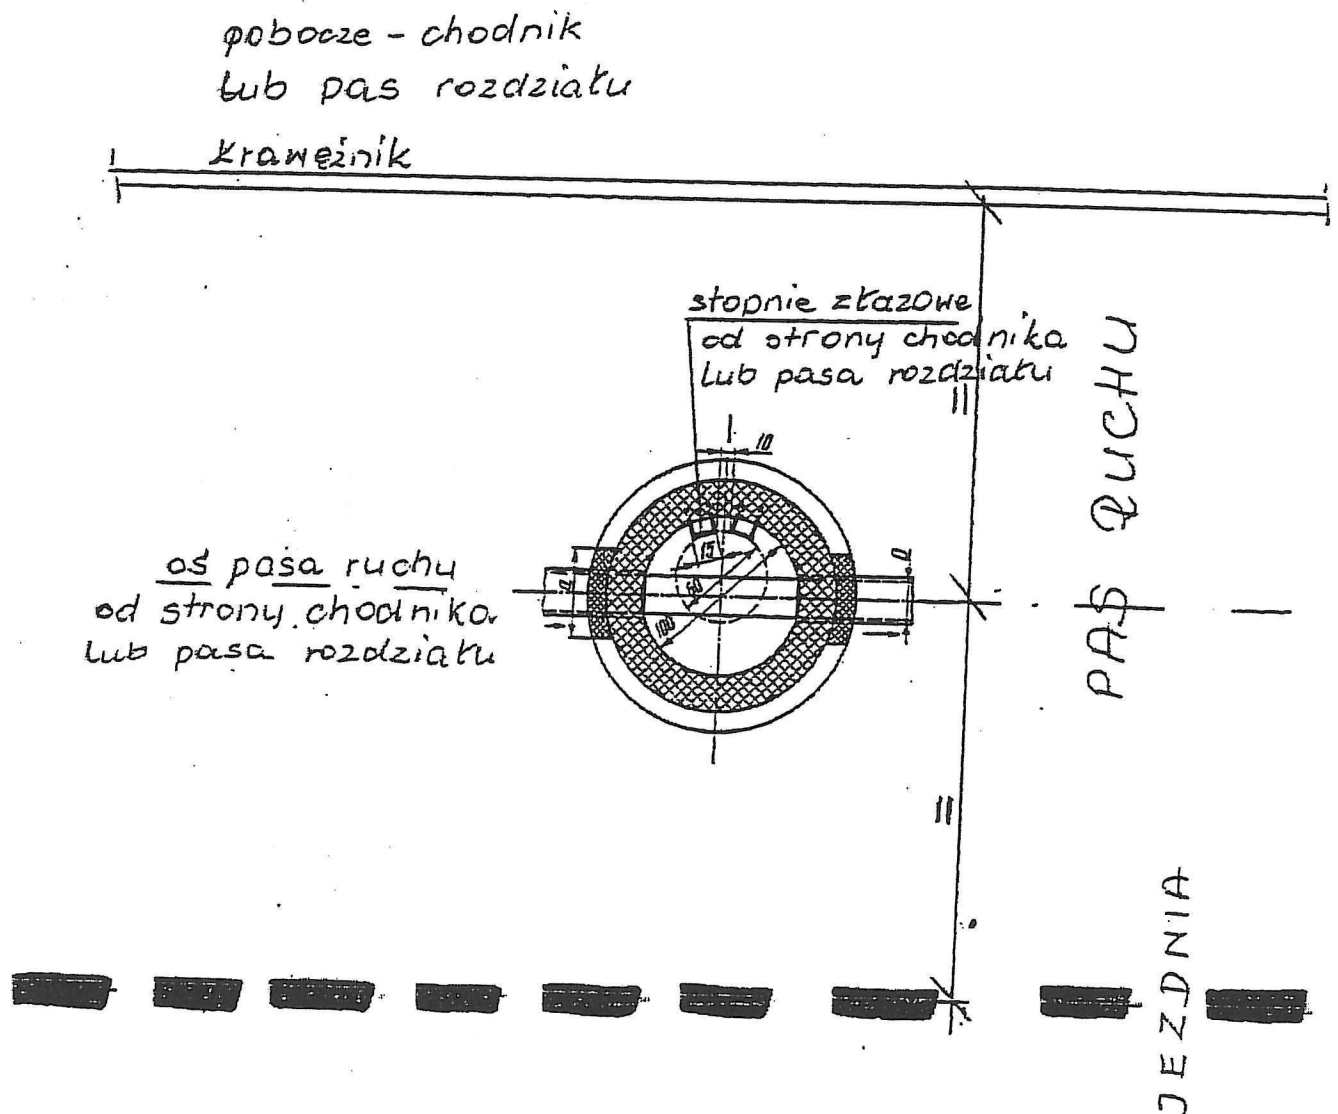 pobocze - chodnik
lub pas rozdziału
krawężnik
stopnie złazowe
od strony chodnika
lub pasa rozdziału
10
PAS RUCHU
oś pasa ruchu
od strony chodnika
lub pasa rozdziału
15
60
100
JEZDNIA